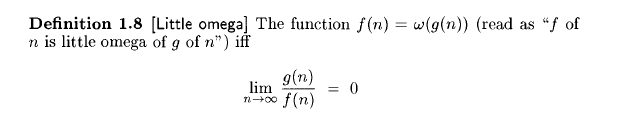 Definition 1.8 [Little omega] The function f(n) = ω(g(n)) (read as “f of
n is little omega of g of n”) iff
lim_{n→∞} g(n)/f(n) = 0